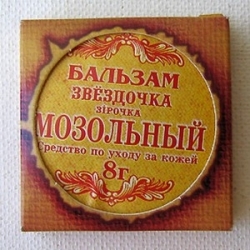 БАЛЬЗАМ
ЗВЁЗДОЧКА
ЗІРОЧКА
МОЗОЛЬНЫЙ
Средство по уходу за кожей
8г